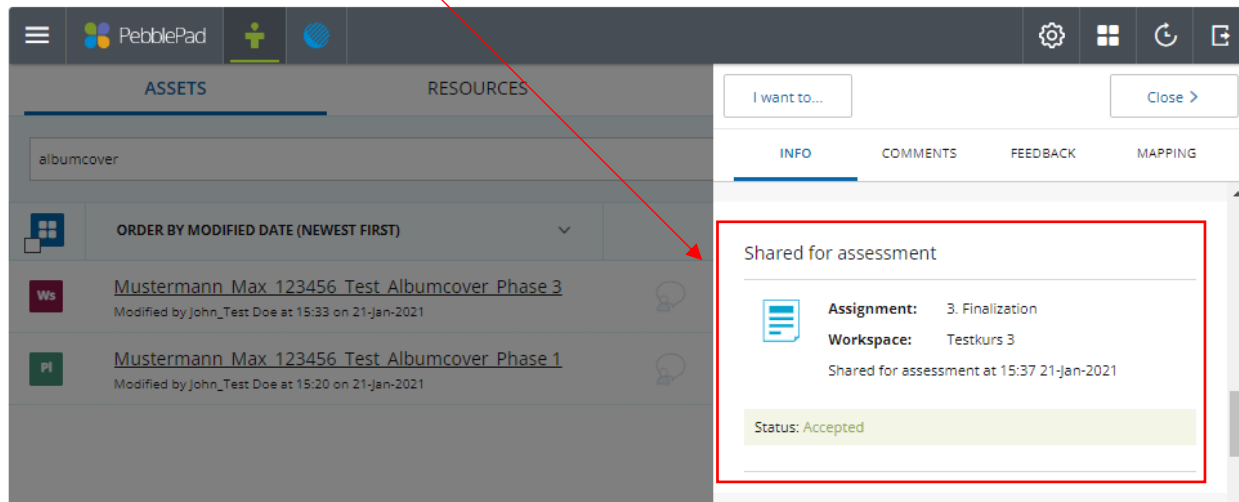 PebblePad
ASSETS
RESOURCES
albumcover
ORDER BY MODIFIED DATE (NEWEST FIRST)
Ws
Mustermann_Max_123456_Test_Albumcover_Phase 3
Modified by John_Test Doe at 15:33 on 21-Jan-2021
Pl
Mustermann_Max_123456_Test_Albumcover_Phase 1
Modified by John_Test Doe at 15:20 on 21-Jan-2021
I want to...
Close >
INFO
COMMENTS
FEEDBACK
MAPPING
Shared for assessment
Assignment: 3. Finalization
Workspace: Testkurs 3
Shared for assessment at 15:37 21-Jan-2021
Status: Accepted